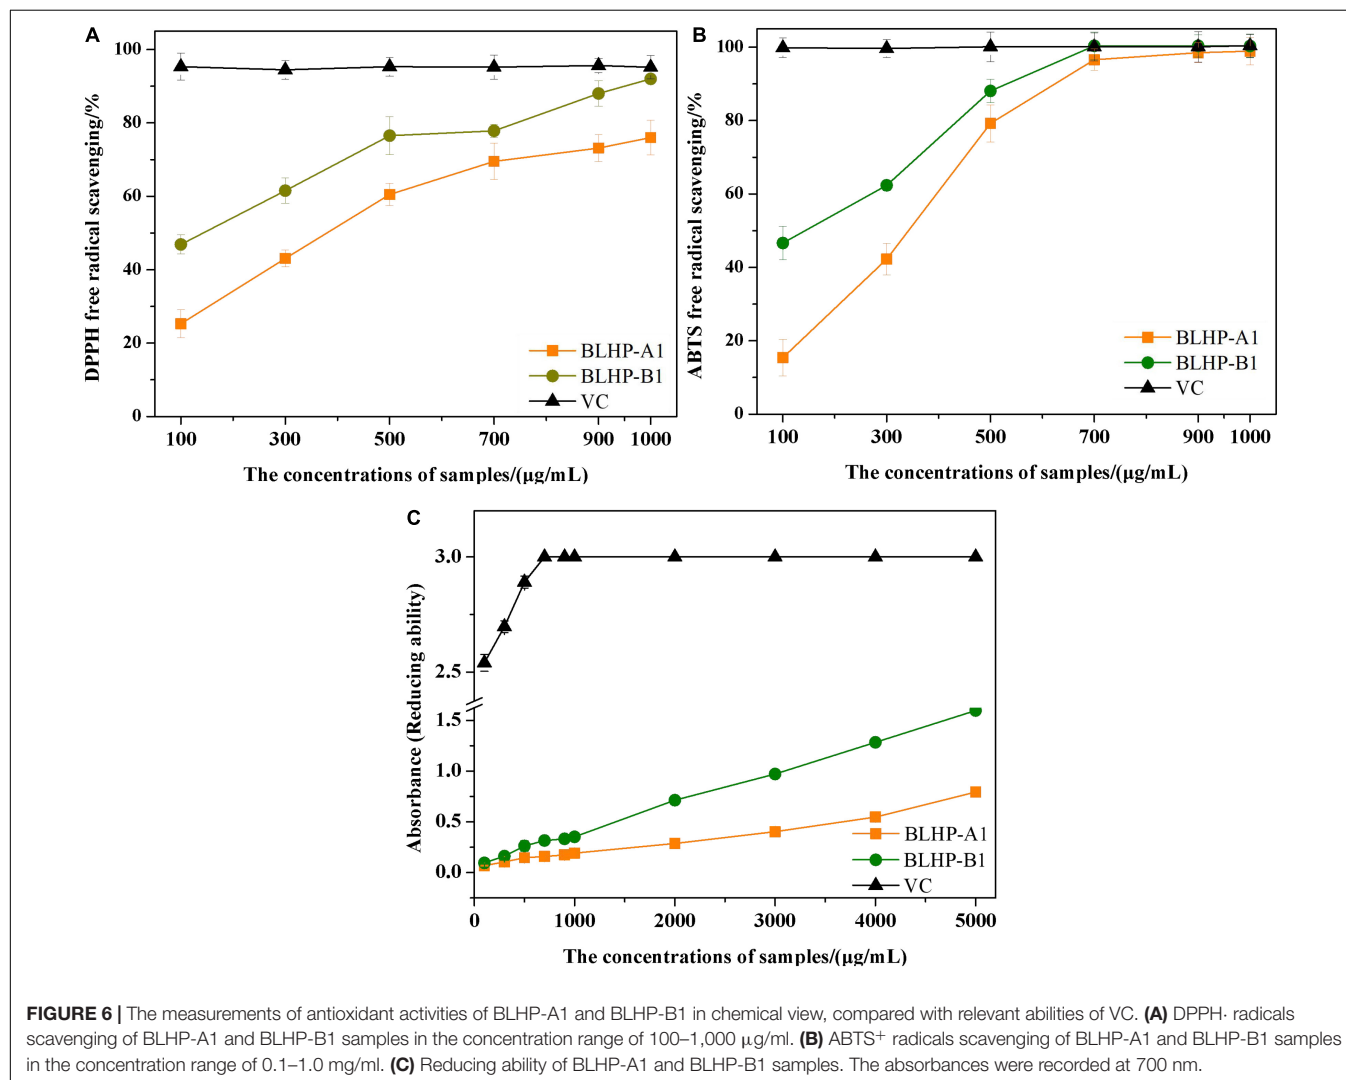 A
100
80
60
40
20
0
DPPH free radical scavenging/%
BLHP-A1
BLHP-B1
VC
100 300 500 700 900 1000
The concentrations of samples/(μg/mL)
B
100
80
60
40
20
0
ABTS free radical scavenging/%
BLHP-A1
BLHP-B1
VC
100 300 500 700 900 1000
The concentrations of samples/(μg/mL)
C
3.0
2.5
1.5
1.0
0.5
0.0
Absorbance (Reducing ability)
BLHP-A1
BLHP-B1
VC
0 1000 2000 3000 4000 5000
The concentrations of samples/(μg/mL)
FIGURE 6 | The measurements of antioxidant activities of BLHP-A1 and BLHP-B1 in chemical view, compared with relevant abilities of VC. (A) DPPH· radicals
scavenging of BLHP-A1 and BLHP-B1 samples in the concentration range of 100–1,000 μg/ml. (B) ABTS⁺ radicals scavenging of BLHP-A1 and BLHP-B1 samples
in the concentration range of 0.1–1.0 mg/ml. (C) Reducing ability of BLHP-A1 and BLHP-B1 samples. The absorbances were recorded at 700 nm.